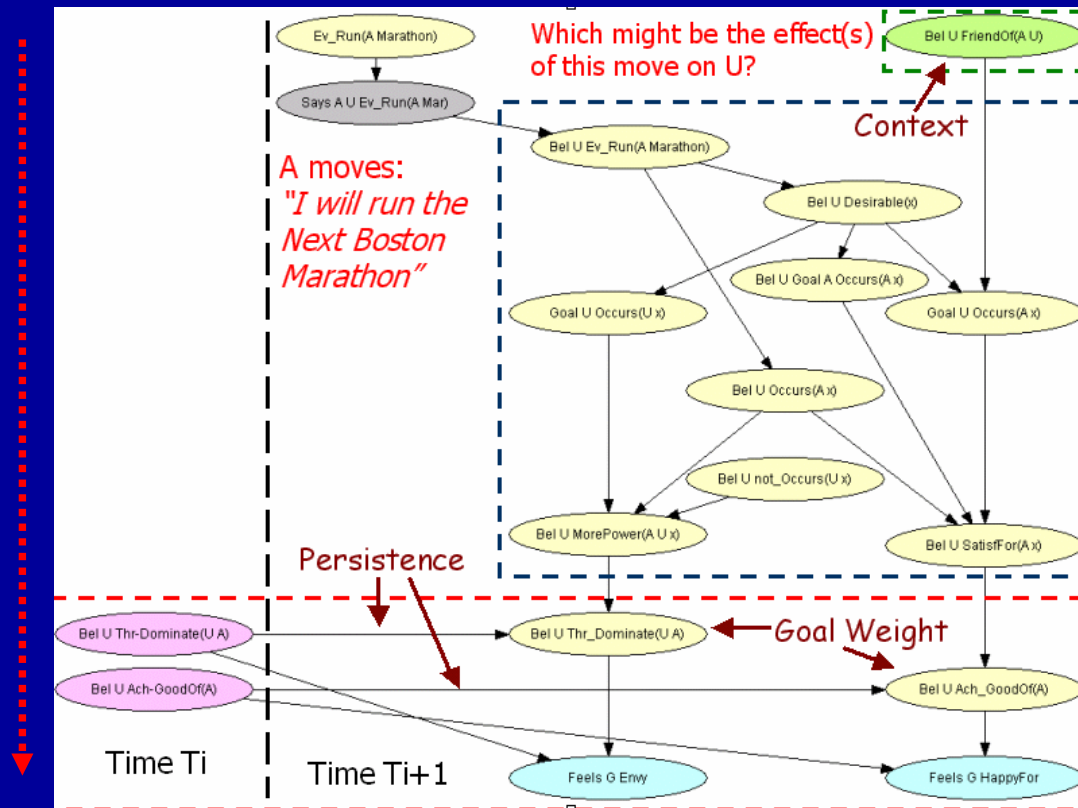 Ev_Run(A Marathon)
Which might be the effect(s)
of this move on U?
Bel U FriendOf(A U)
Says A U Ev_Run(A Mar)
Context
Bel U Ev_Run(A Marathon)
A moves:
"I will run the
Next Boston
Marathon"
Bel U Desirable(x)
Bel U Goal A Occurs(A x)
Goal U Occurs(U x)
Goal U Occurs(A x)
Bel U Occurs(A x)
Bel U not_Occurs(U x)
Bel U MorePower(A U x)
Bel U SatisfFor(A x)
Persistence
Bel U Thr-Dominate(U A)
Bel U Thr_Dominate(U A)
Goal Weight
Bel U Ach-GoodOf(A)
Bel U Ach_GoodOf(A)
Time Ti
Time Ti+1
Feels G Envy
Feels G HappyFor